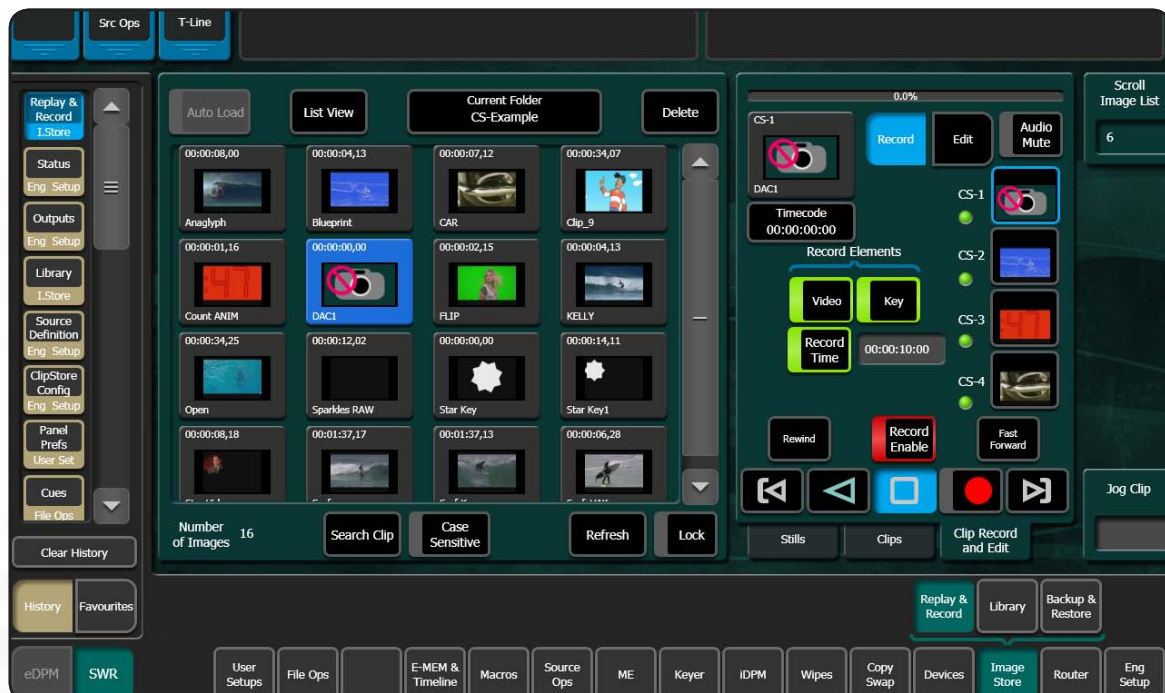 Src Ops
T-Line
Replay &
Record
I.Store
Status
Eng Setup
Outputs
Eng Setup
Library
I.Store
Source
Definition
Eng Setup
ClipStore
Config
Eng Setup
Panel
Prefs
User Set
Cues
File Ops
Clear History
History
Favourites
eDPM
SWR
Auto Load
List View
Current Folder
CS-Example
Delete
00:00:08,00
00:00:04,13
00:00:07,12
00:00:34,07
Anaglyph
Blueprint
CAR
Clip_9
00:00:01,16
00:00:00,00
00:00:02,15
00:00:04,13
Count ANIM
DAC1
FLIP
KELLY
00:00:34,25
00:00:12,02
00:00:00,00
00:00:14,11
Open
Sparkles RAW
Star Key
Star Key1
00:00:08,18
00:01:37,17
00:01:37,13
00:00:06,28
Number
of Images
16
Search Clip
Case
Sensitive
Refresh
Lock
0.0%
CS-1
DAC1
Record
Edit
Audio
Mute
Timecode
00:00:00:00
Record Elements
Video
Key
Record
Time
00:00:10:00
CS-1
CS-2
CS-3
CS-4
Rewind
Record
Enable
Fast
Forward
Stills
Clips
Clip Record
and Edit
Scroll
Image List
6
Jog Clip
Replay &
Record
Library
Backup &
Restore
User
Setups
File Ops
E-MEM &
Timeline
Macros
Source
Ops
ME
Keyer
iDPM
Wipes
Copy
Swap
Devices
Image
Store
Router
Eng
Setup